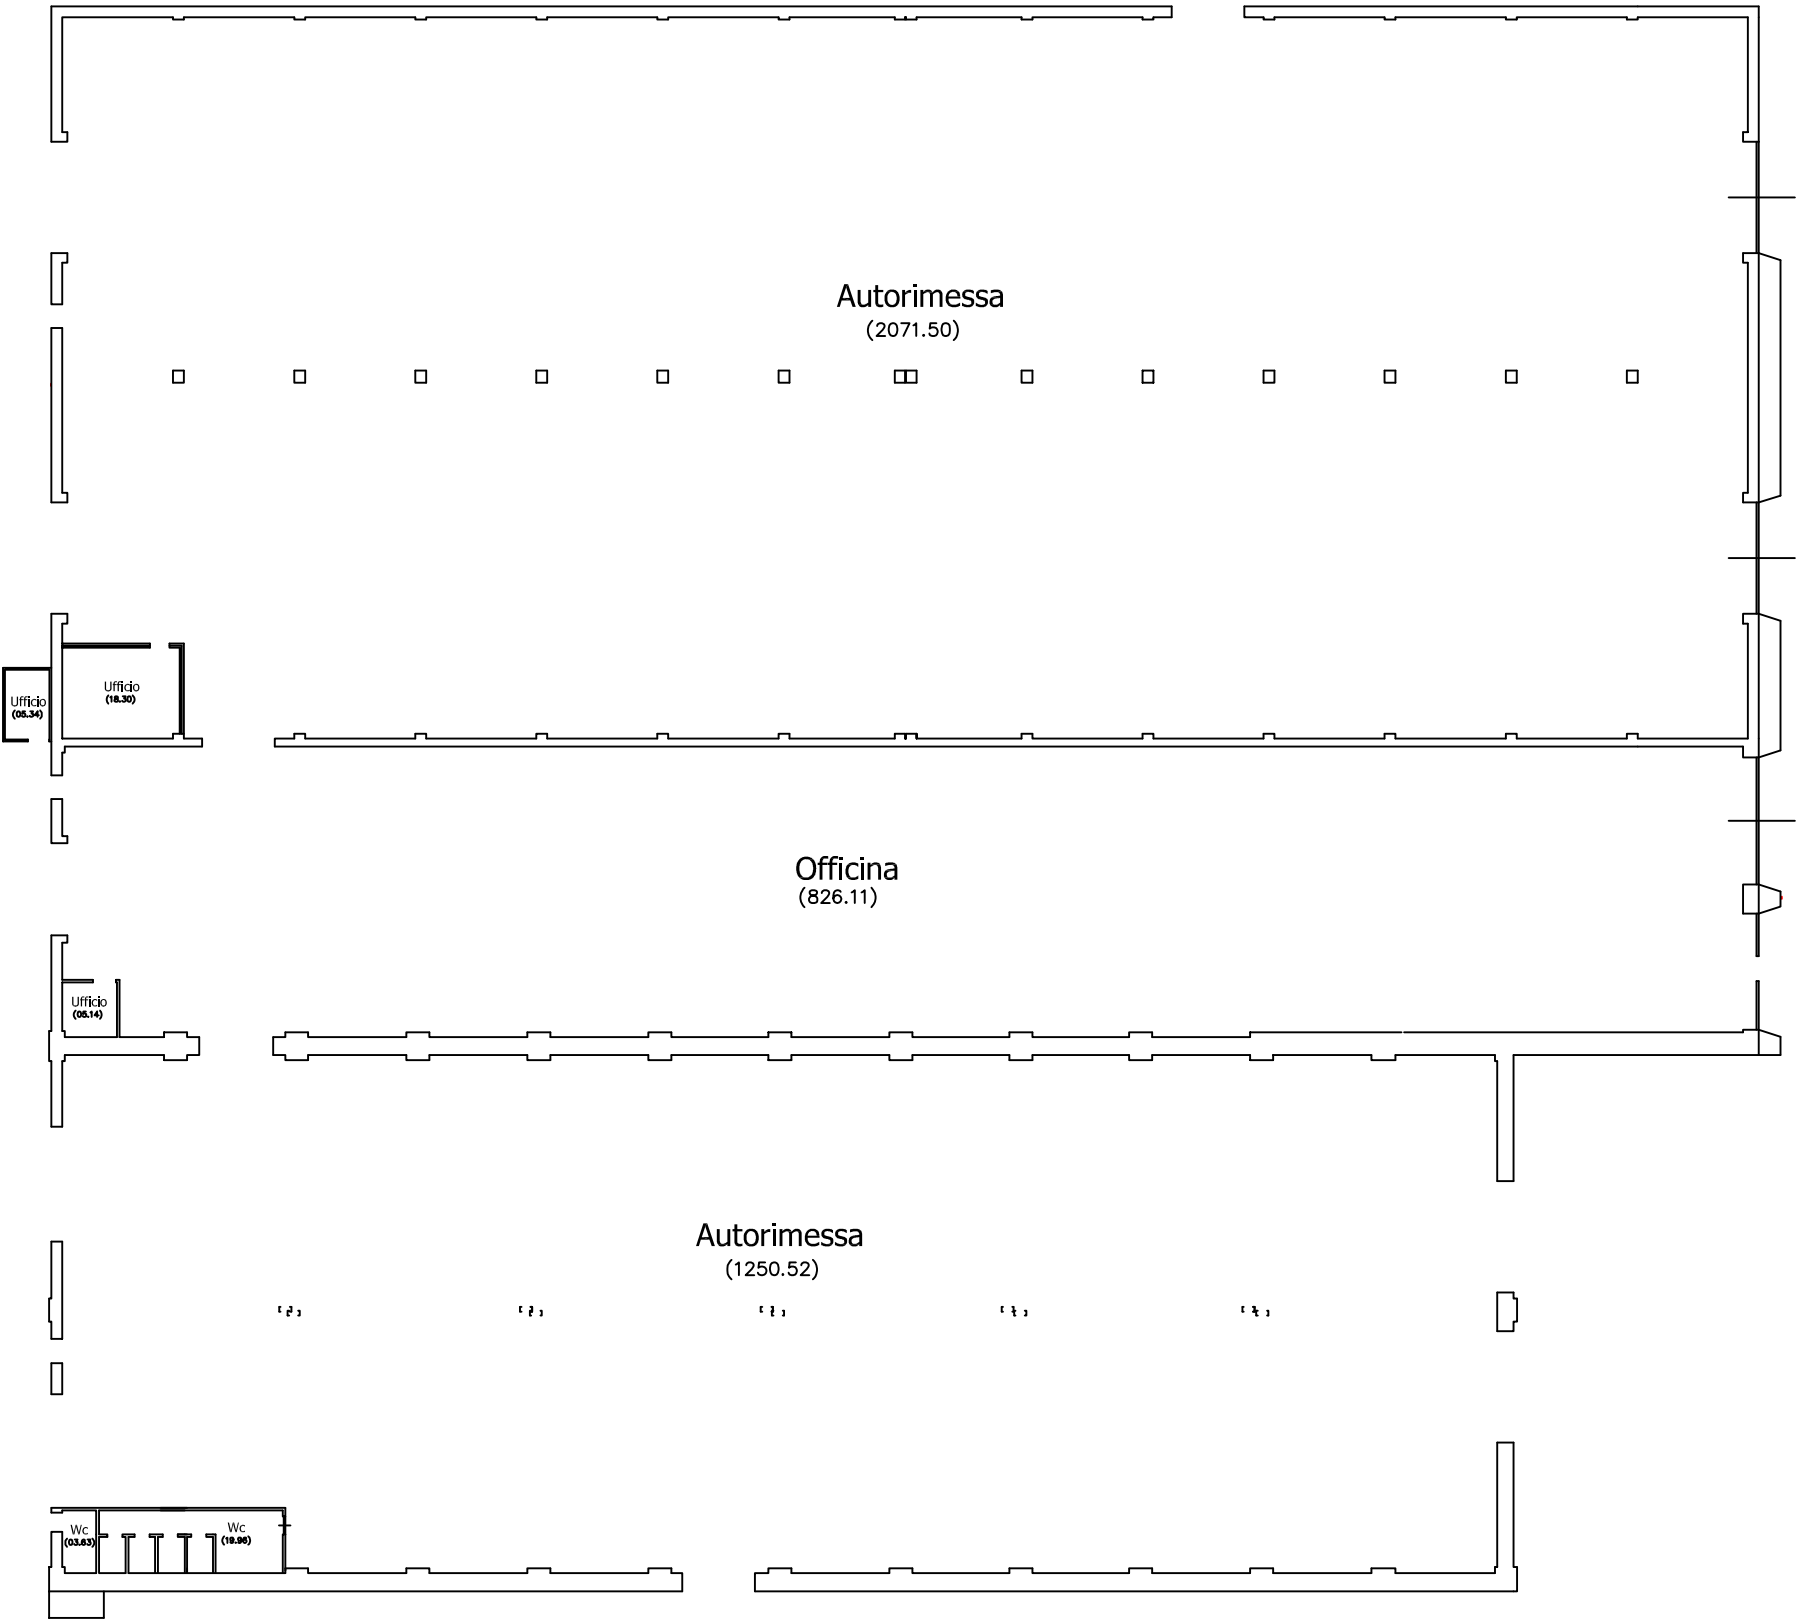 Autorimessa
(2071.50)
Ufficio
(18.30)
Ufficio
(05.34)
Officina
(826.11)
Ufficio
(05.14)
Autorimessa
(1250.52)
Wc
(03.63)
Wc
(19.96)